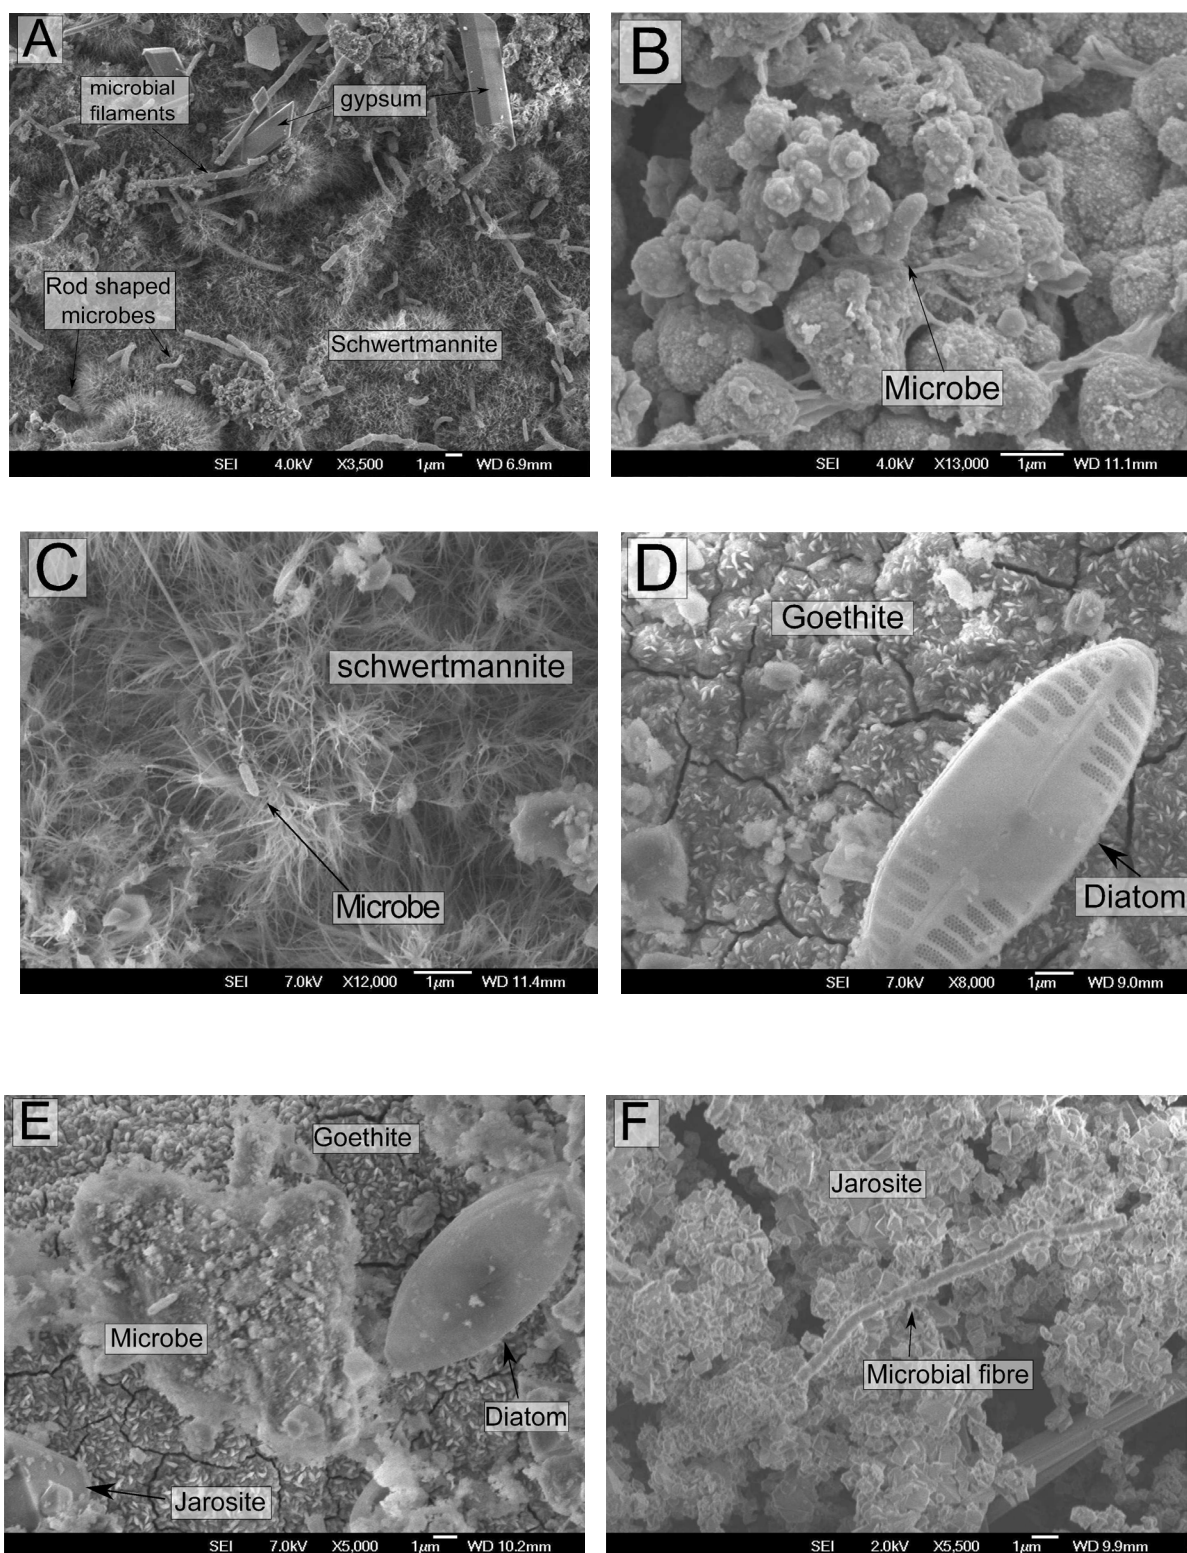 A
microbial
filaments
gypsum
Rod shaped
microbes
Schwertmannite
SEI 4.0kV X3,500 1µm WD 6.9mm
B
Microbe
SEI 4.0kV X13,000 1µm WD 11.1mm
C
schwertmannite
Microbe
SEI 7.0kV X12,000 1µm WD 11.4mm
D
Goethite
Diatom
SEI 7.0kV X8,000 1µm WD 9.0mm
E
Goethite
Microbe
Diatom
Jarosite
SEI 7.0kV X5,000 1µm WD 10.2mm
F
Jarosite
Microbial fibre
SEI 2.0kV X5,500 1µm WD 9.9mm